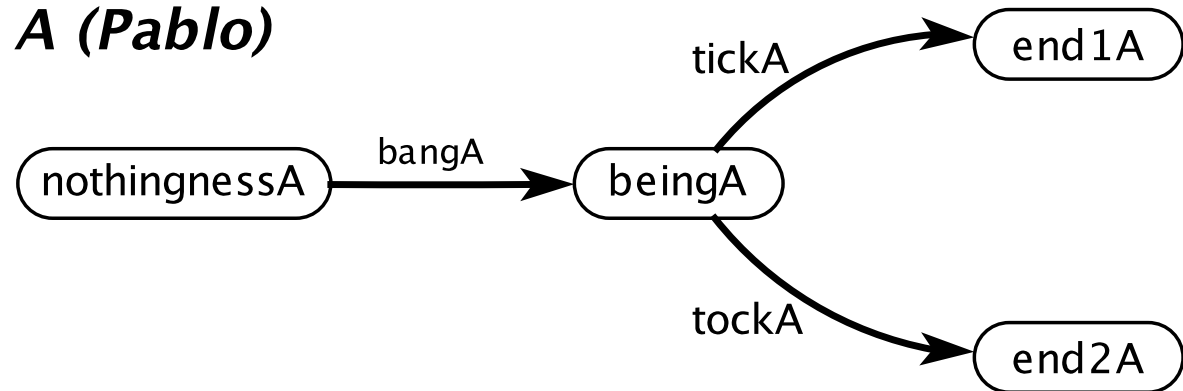 A (Pablo)
tickA
end1A
nothingnessA
bangA
beingA
tockA
end2A